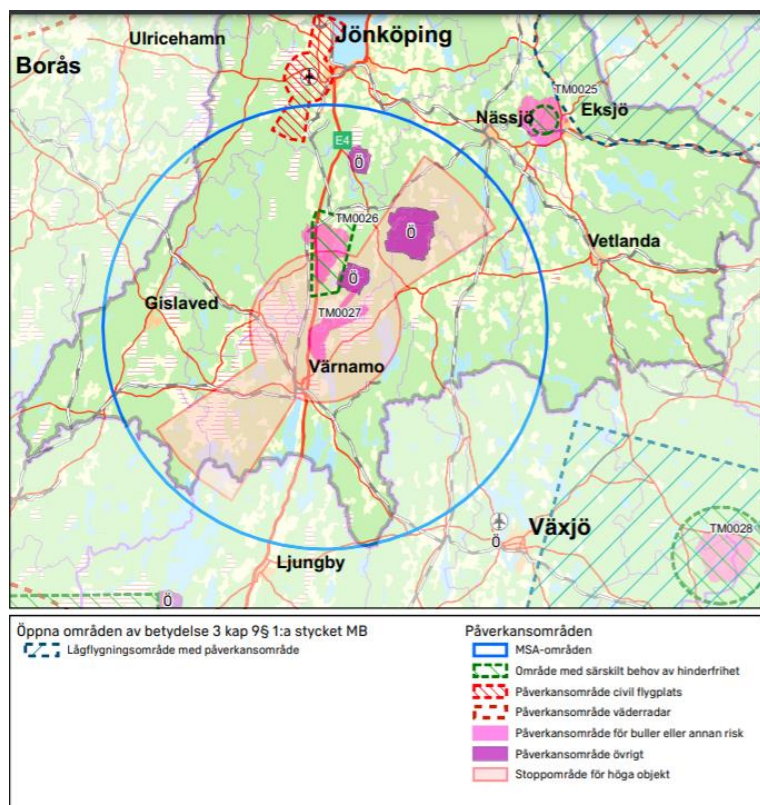 Ulricehamn
Jönköping
Borås
TM0025
Nässjö
Eksjö
E4
Ö
TM0026
Ö
Vetlanda
Ö
Gislaved
TM0027
Värnamo
Växjö
TM0028
Ö
Ljungby
Ö
Öppna områden av betydelse 3 kap 9§ 1:a stycket MB
Lågflygningsområde med påverkansområde
Påverkansområden
MSA-områden
Område med särskilt behov av hinderfrihet
Påverkansområde civil flygplats
Påverkansområde väderradar
Påverkansområde för buller eller annan risk
Påverkansområde övrigt
Stoppområde för höga objekt